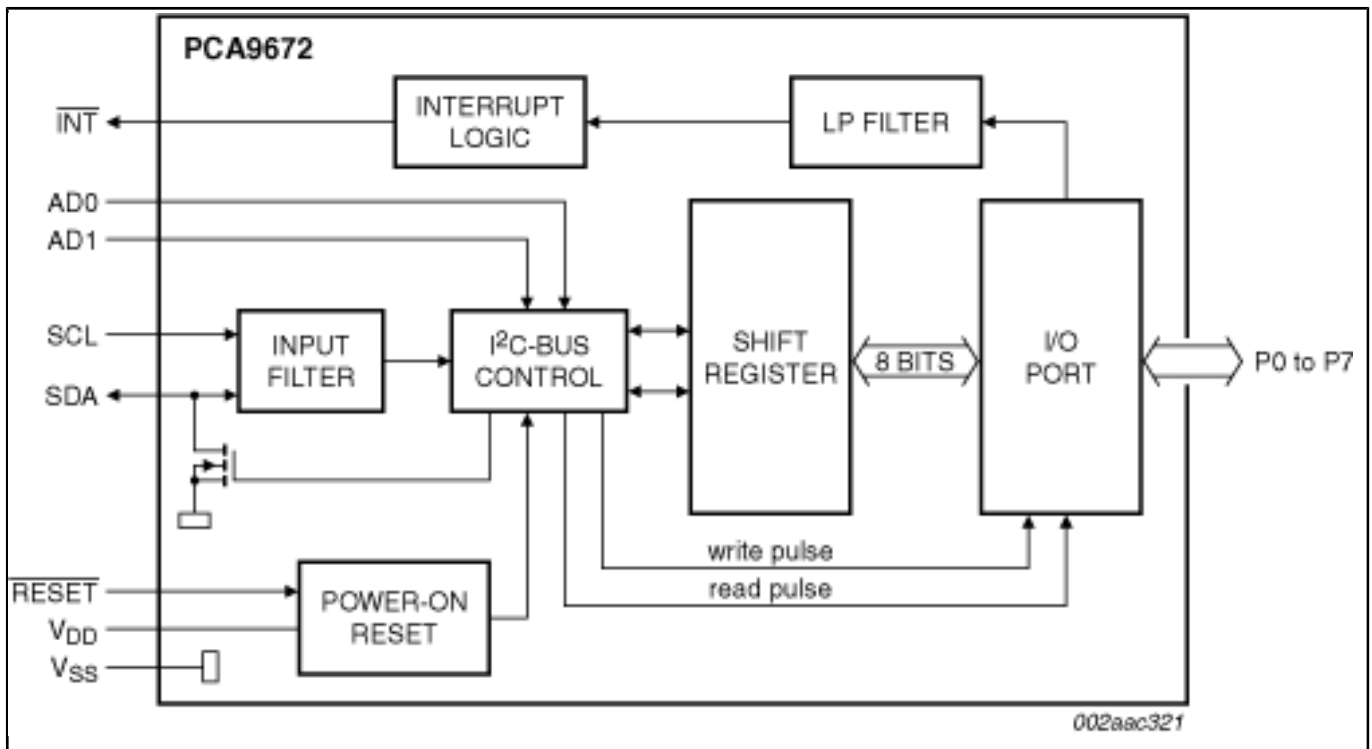 PCA9672
INTERRUPT
LOGIC
LP FILTER
INT
AD0
AD1
SCL
SDA
INPUT
FILTER
I²C-BUS
CONTROL
SHIFT
REGISTER
8 BITS
I/O
PORT
P0 to P7
write pulse
read pulse
RESET
VDD
VSS
POWER-ON
RESET
002aac321